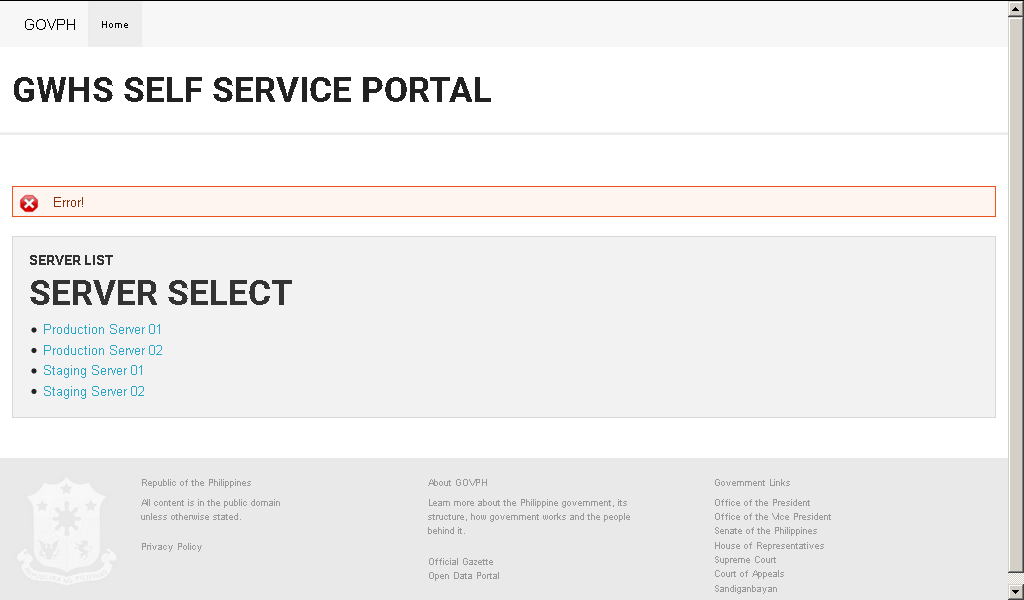 GOVPH Home
GWHS SELF SERVICE PORTAL
Error!
SERVER LIST
SERVER SELECT
Production Server 01
Production Server 02
Staging Server 01
Staging Server 02
Republic of the Philippines
All content is in the public domain
unless otherwise stated.
Privacy Policy
About GOVPH
Learn more about the Philippine government, its
structure, how government works and the people
behind it.
Official Gazette
Open Data Portal
Government Links
Office of the President
Office of the Vice President
Senate of the Philippines
House of Representatives
Supreme Court
Court of Appeals
Sandiganbayan